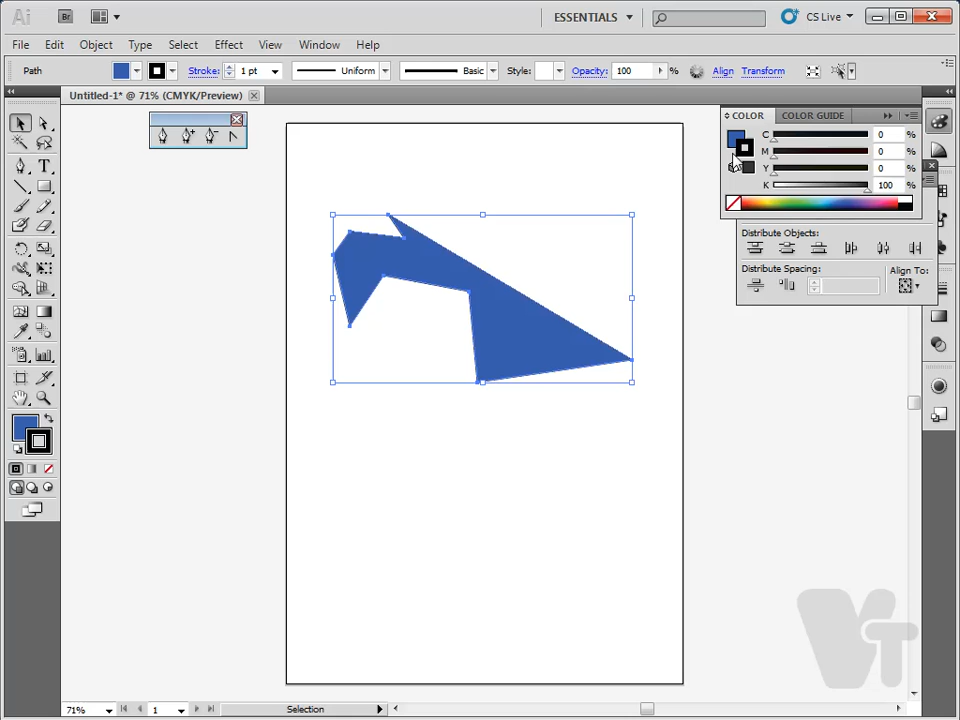 Ai Br ESSENTIALS CS Live
File Edit Object Type Select Effect View Window Help
Path Stroke: 1 pt Uniform Basic Style: Opacity: 100 % Align Transform
Untitled-1* @ 71% (CMYK/Preview)
COLOR COLOR GUIDE
C 0 %
M 0 %
Y 0 %
K 100 %
Distribute Objects:
Distribute Spacing: Align To:
T
VT
71% 1 Selection